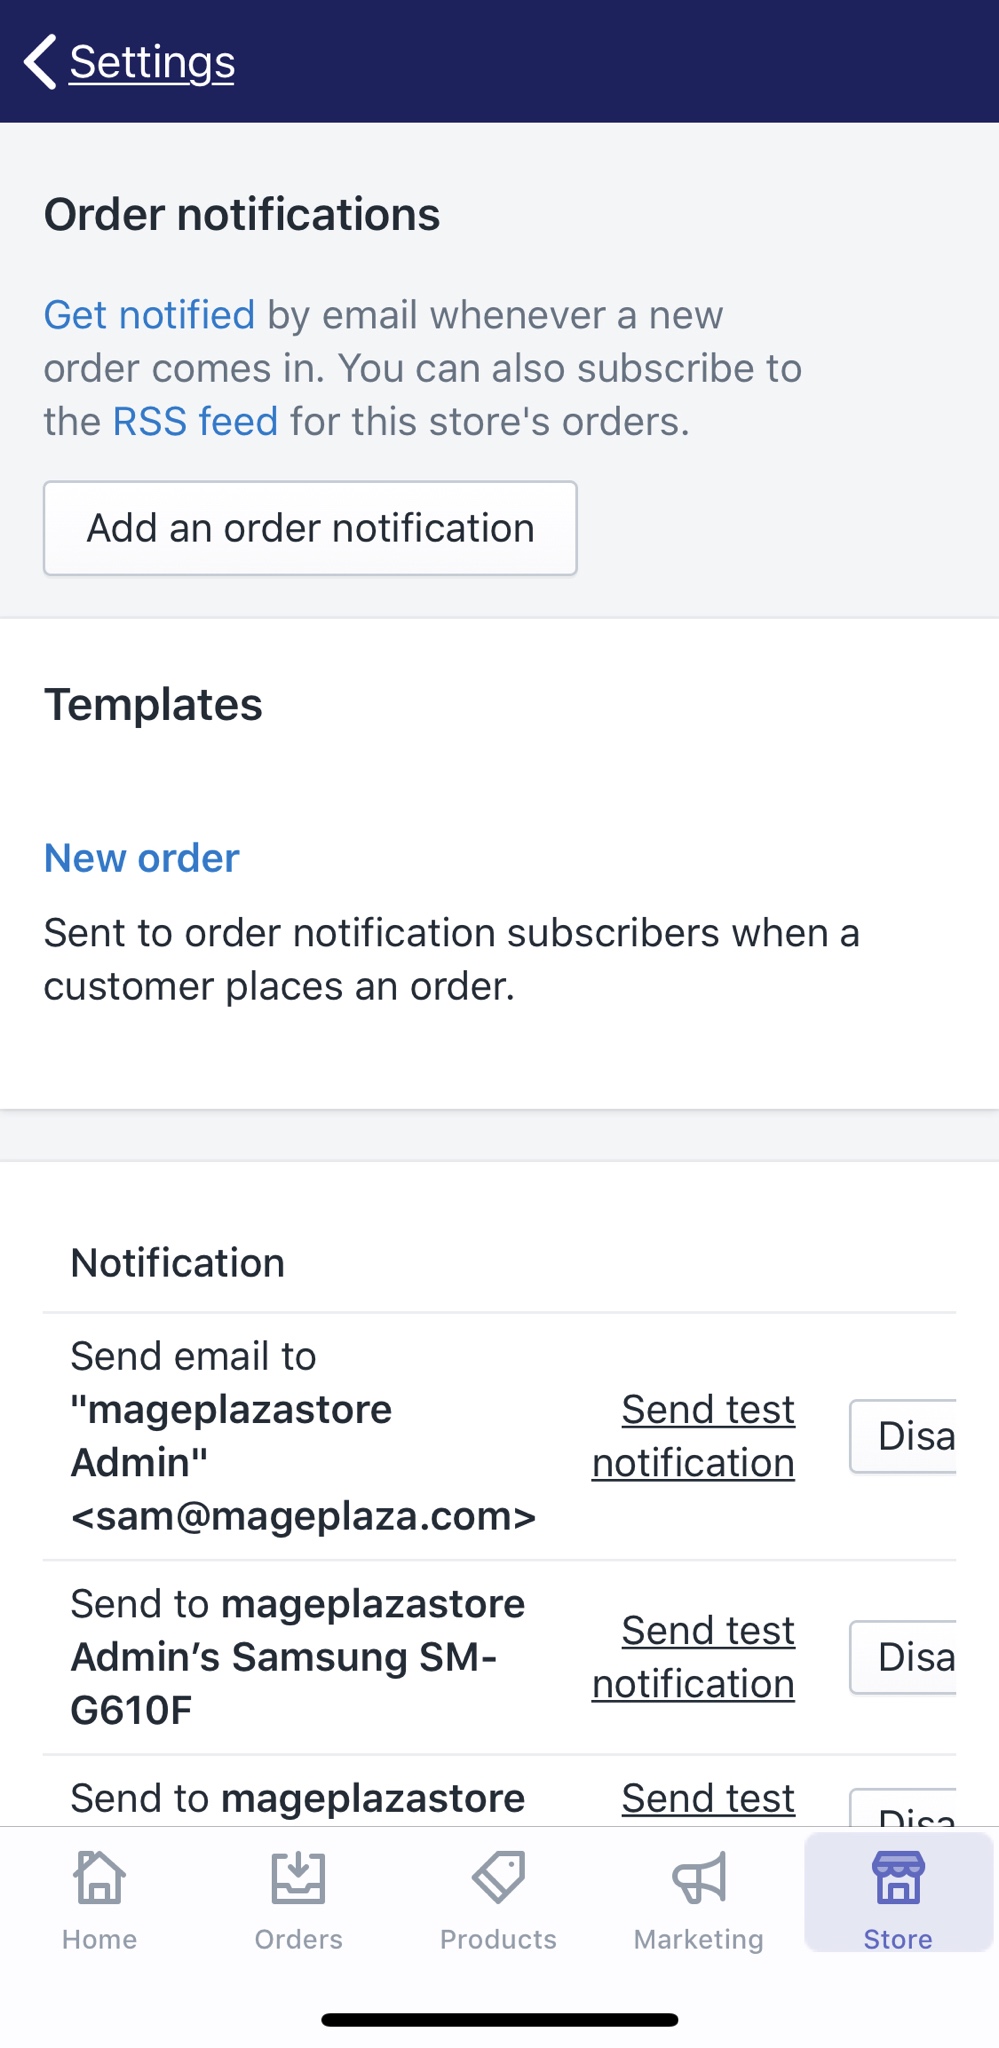 Settings
Order notifications
Get notified by email whenever a new
order comes in. You can also subscribe to
the RSS feed for this store's orders.
Add an order notification
Templates
New order
Sent to order notification subscribers when a
customer places an order.
Notification
Send email to
"mageplazastore
Admin"
<sam@mageplaza.com>
Send test
notification
Disa
Send to mageplazastore
Admin’s Samsung SM-
G610F
Send test
notification
Disa
Send to mageplazastore
Send test
Disa
Home
Orders
Products
Marketing
Store